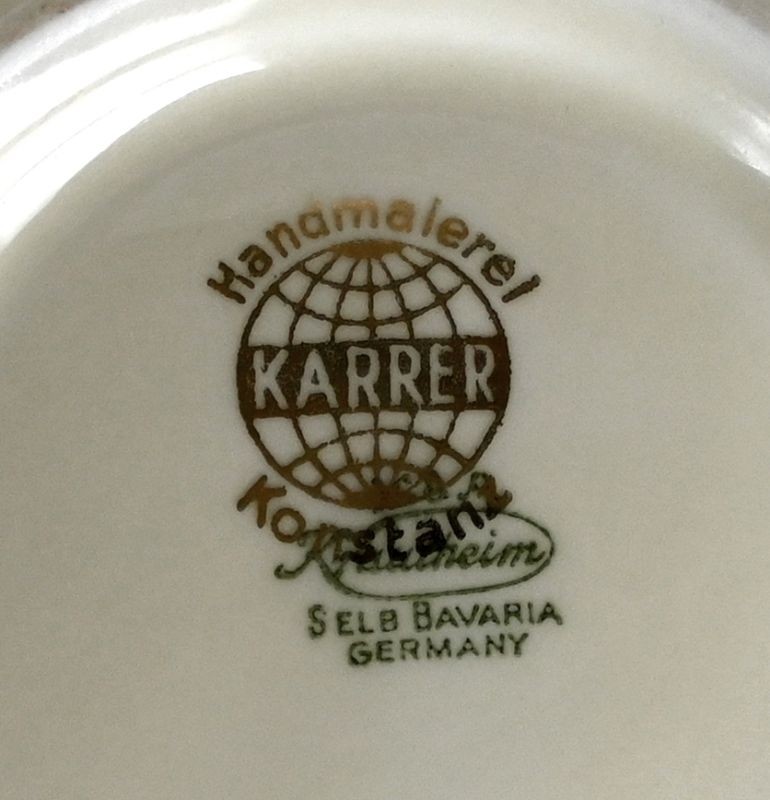 Handmalerei
KARRER
Konstanz
Krautheim
SELB BAVARIA
GERMANY